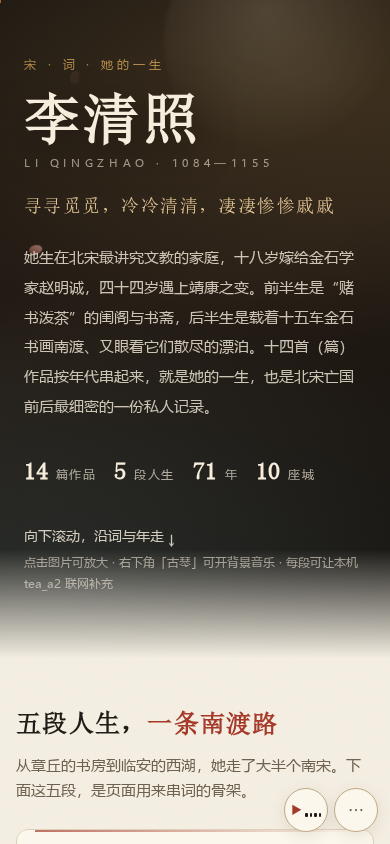 宋 · 词 · 她的一生
李清照
LI QINGZHAO · 1084—1155
寻寻觅觅，冷冷清清，凄凄惨惨戚戚
她生在北宋最讲究文教的家庭，十八岁嫁给金石学
家赵明诚，四十四岁遇上靖康之变。前半生是“赌
书泼茶”的闺阁与书斋，后半生是载着十五车金石
书画南渡、又眼看它们散尽的漂泊。十四首（篇）
作品按年代串起来，就是她的一生，也是北宋亡国
前后最细密的一份私人记录。
14 篇作品 5 段人生 71 年 10 座城
向下滚动，沿词与年走 ↓
点击图片可放大 · 右下角「古琴」可开背景音乐 · 每段可让本机
tea_a2 联网补充
五段人生，一条南渡路
从章丘的书房到临安的西湖，她走了大半个南宋。下
面这五段，是页面用来串词的骨架。